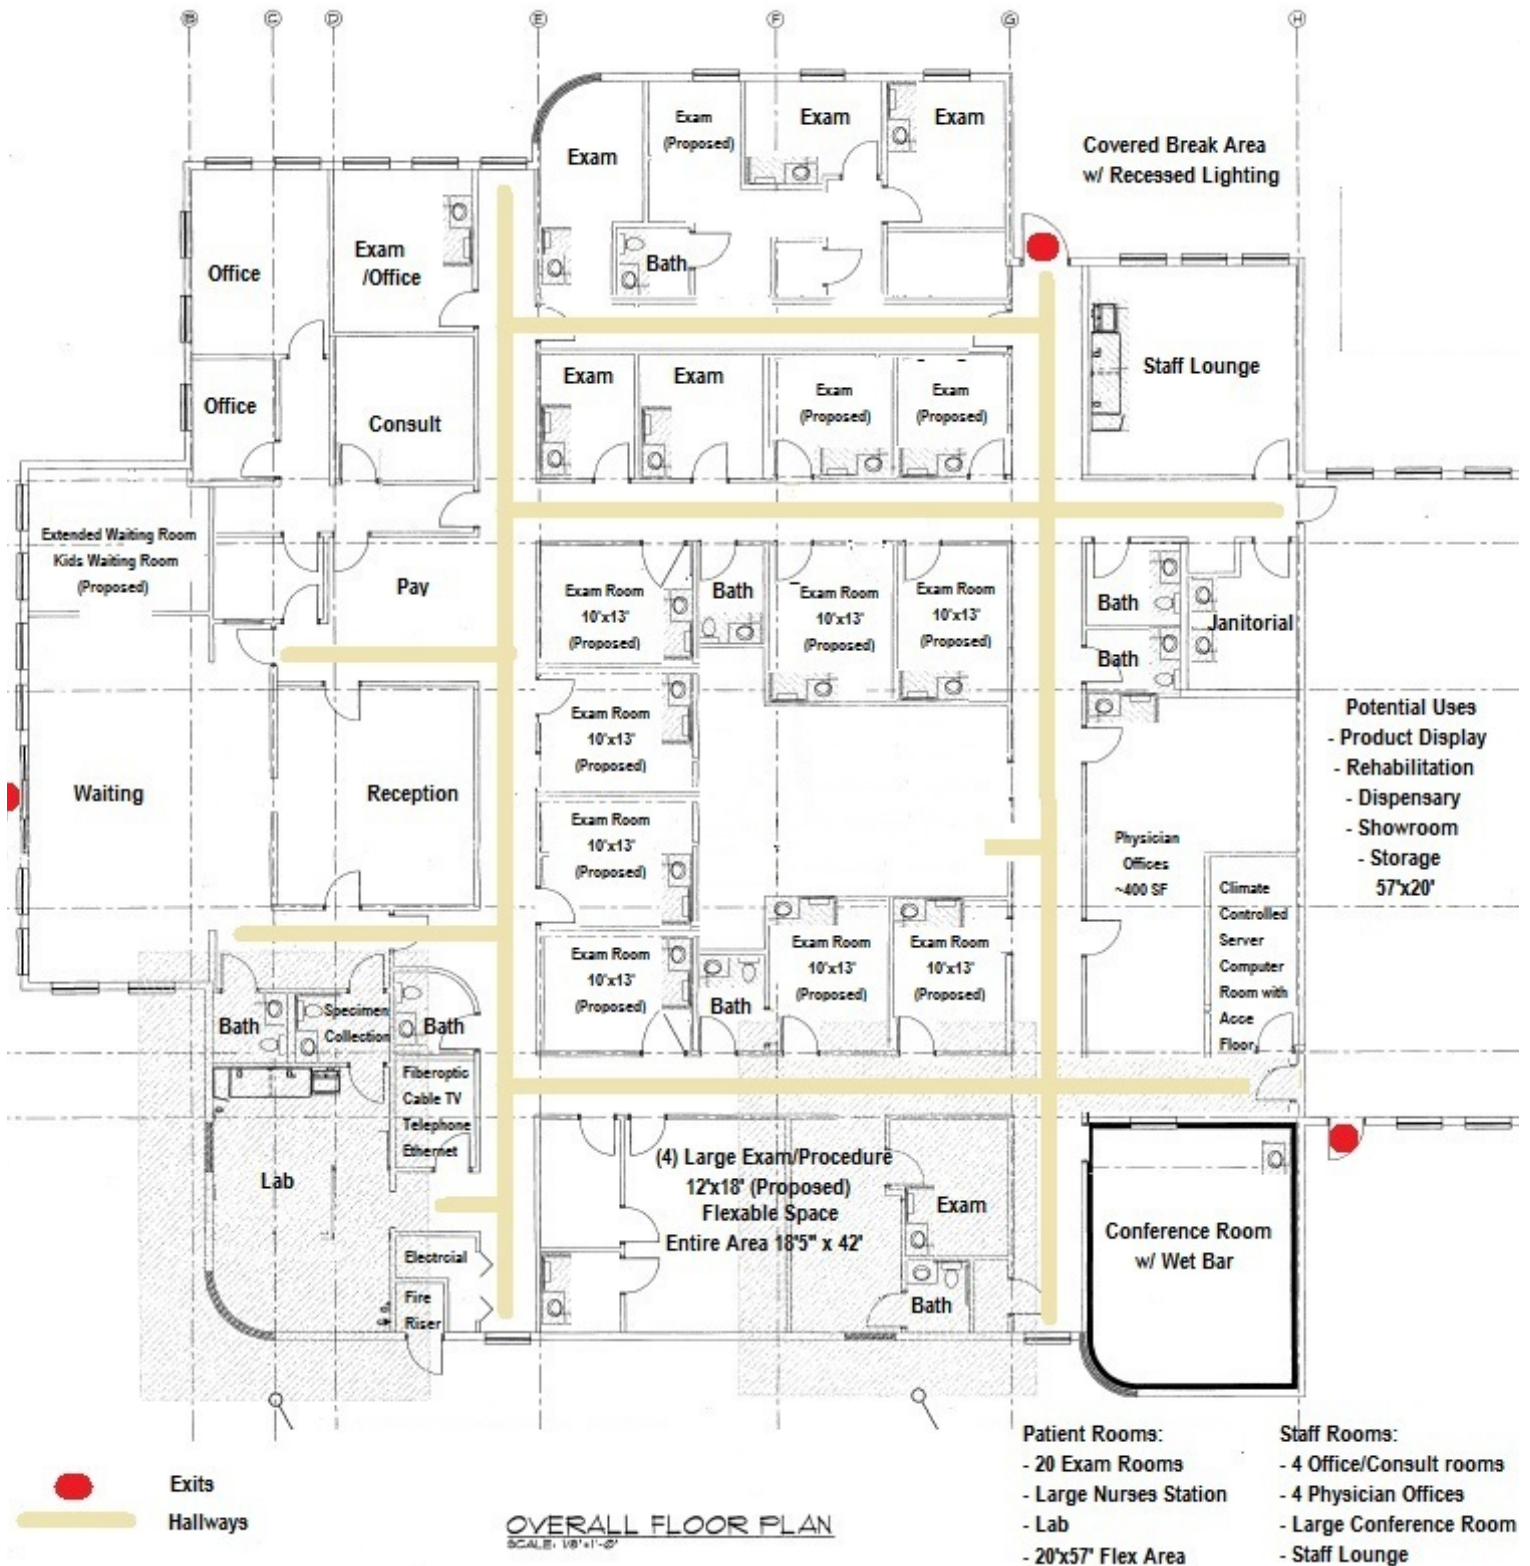 B C D E F G H
Exam
(Proposed)
Exam
Exam
Exam
Covered Break Area
w/ Recessed Lighting
Office
Exam
/Office
Bath
Staff Lounge
Office
Consult
Exam
Exam
Exam
(Proposed)
Exam
(Proposed)
Extended Waiting Room
Kids Waiting Room
(Proposed)
Pay
Exam Room
10'x13'
(Proposed)
Bath
Exam Room
10'x13'
(Proposed)
Exam Room
10'x13'
(Proposed)
Bath
Janitorial
Bath
Waiting
Reception
Exam Room
10'x13'
(Proposed)
Exam Room
10'x13'
(Proposed)
Exam Room
10'x13'
(Proposed)
Bath
Exam Room
10'x13'
(Proposed)
Exam Room
10'x13'
(Proposed)
Physician
Offices
~400 SF
Climate
Controlled
Server
Computer
Room with
Acce
Floor
Potential Uses
- Product Display
- Rehabilitation
- Dispensary
- Showroom
- Storage
57'x20'
Bath
Specimen
Collection
Bath
Fiberoptic
Cable TV
Telephone
Ethernet
Lab
Electrcial
Fire
Riser
(4) Large Exam/Procedure
12'x18' (Proposed)
Flexable Space
Entire Area 18'5" x 42'
Exam
Bath
Conference Room
w/ Wet Bar
Exits
Hallways
OVERALL FLOOR PLAN
SCALE: 1/8"=1'-0"
Patient Rooms:
- 20 Exam Rooms
- Large Nurses Station
- Lab
- 20'x57' Flex Area
Staff Rooms:
- 4 Office/Consult rooms
- 4 Physician Offices
- Large Conference Room
- Staff Lounge